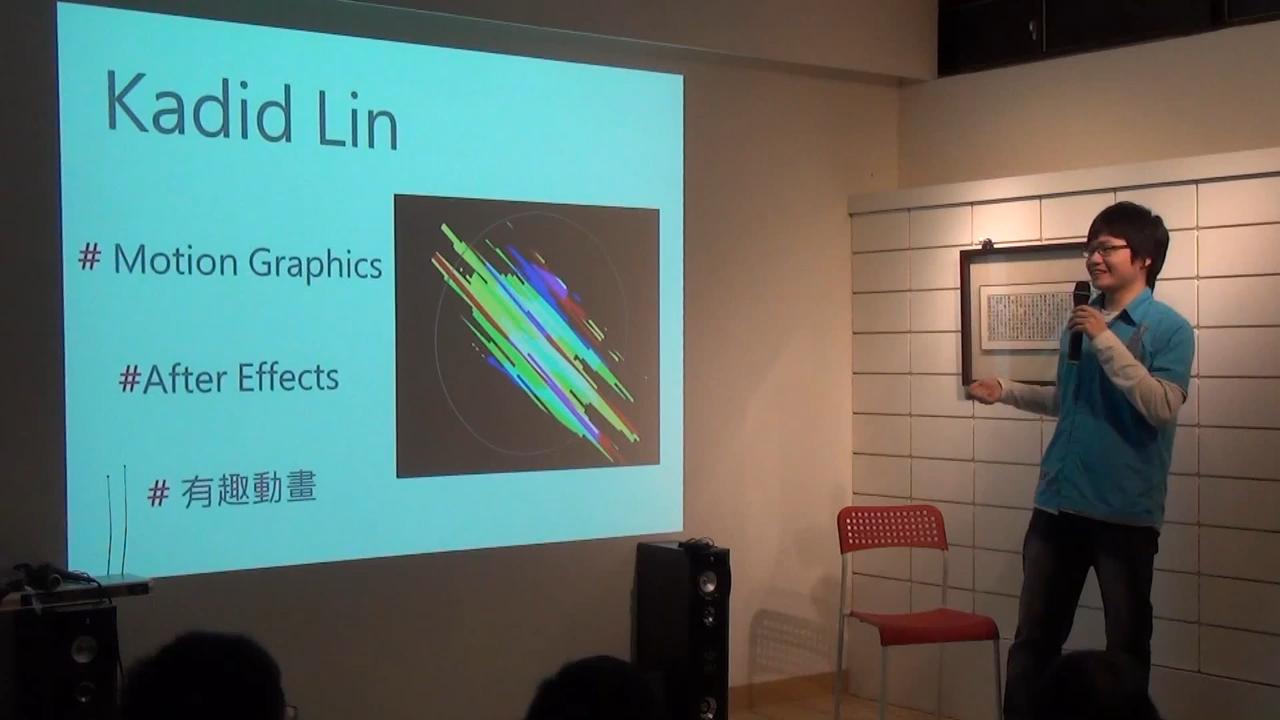 Kadid Lin
# Motion Graphics
#After Effects
# 有趣動畫